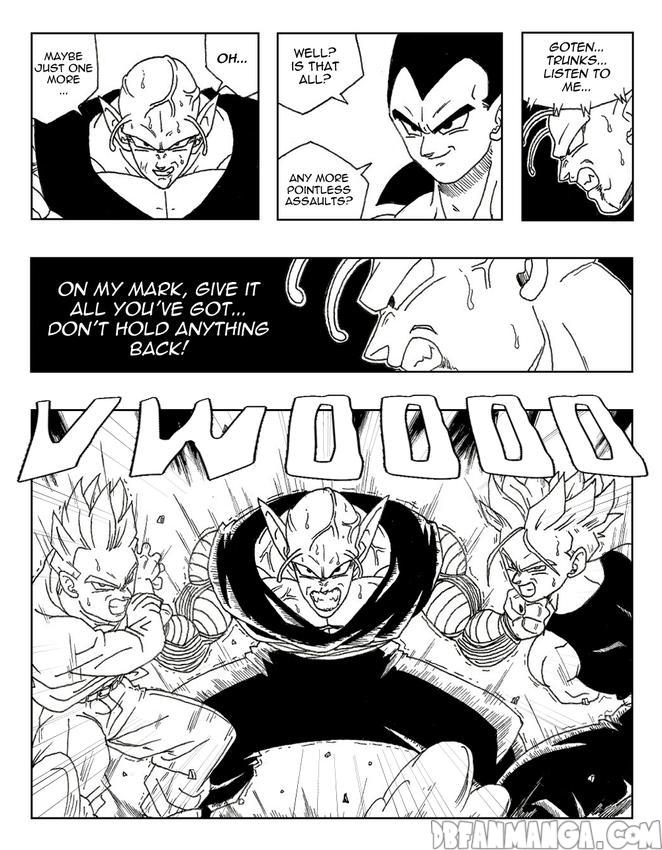 MAYBE
JUST ONE
MORE
...
OH...
WELL?
IS THAT
ALL?
ANY MORE
POINTLESS
ASSAULTS?
GOTEN...
TRUNKS...
LISTEN TO
ME...
ON MY MARK, GIVE IT
ALL YOU'VE GOT...
DON'T HOLD ANYTHING
BACK!
VWOOOO
DBFANMANGA.COM